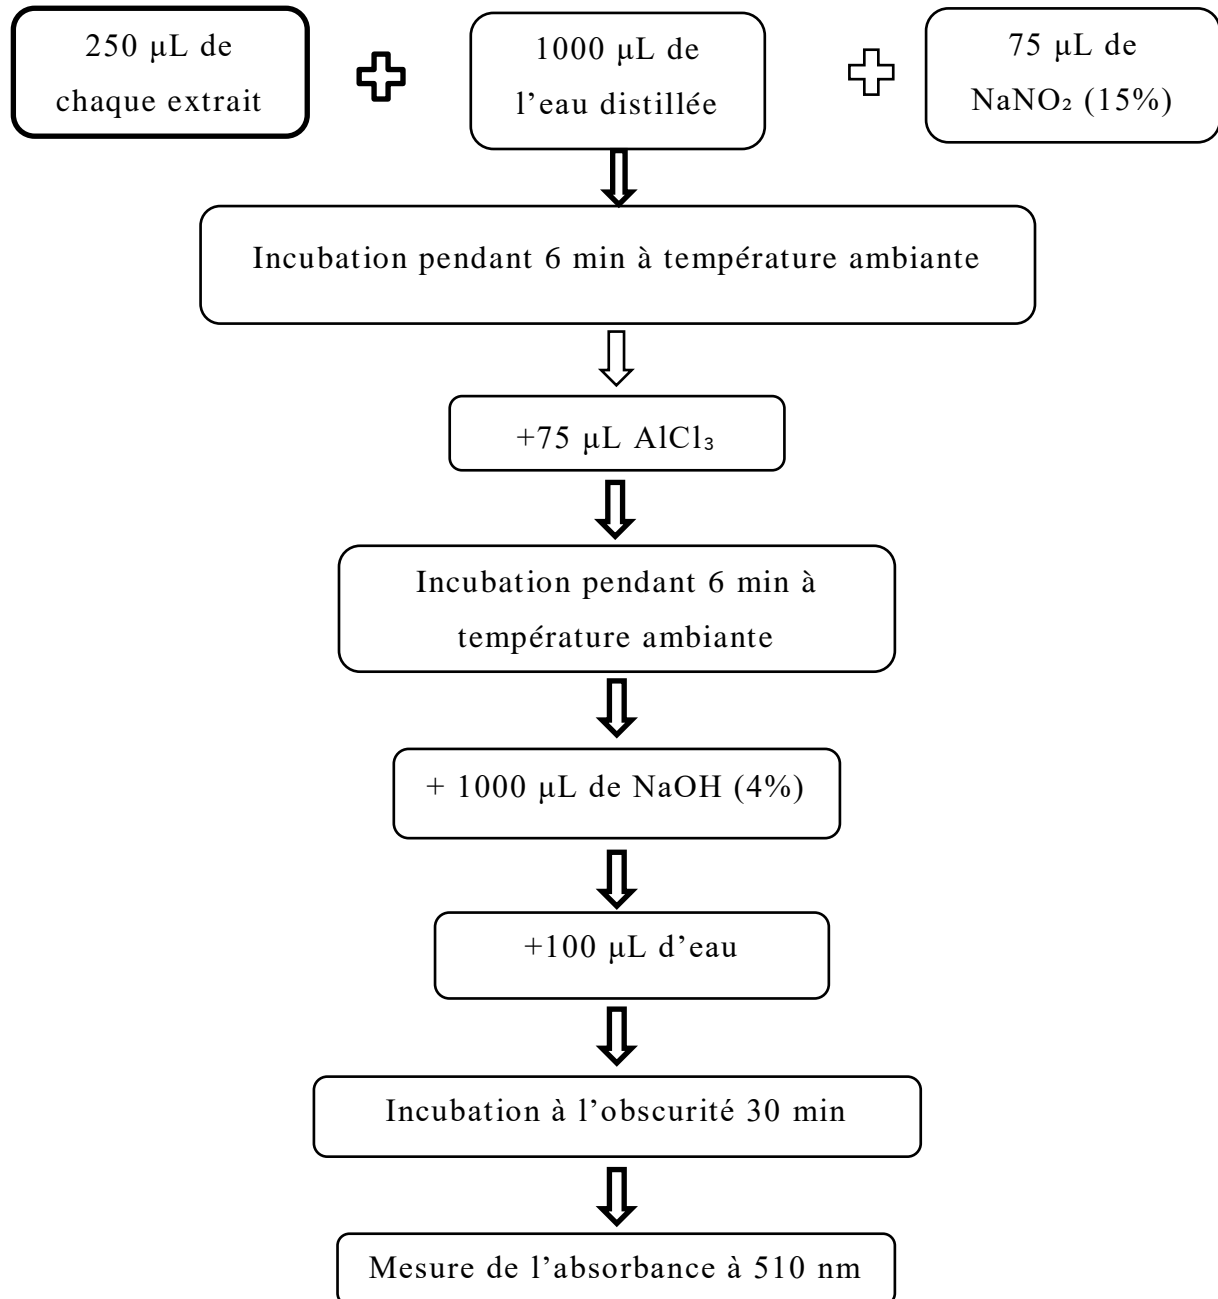 250 µL de
chaque extrait
1000 µL de
l’eau distillée
75 µL de
NaNO₂ (15%)
Incubation pendant 6 min à température ambiante
+75 µL AlCl₃
Incubation pendant 6 min à
température ambiante
+ 1000 µL de NaOH (4%)
+100 µL d’eau
Incubation à l’obscurité 30 min
Mesure de l’absorbance à 510 nm